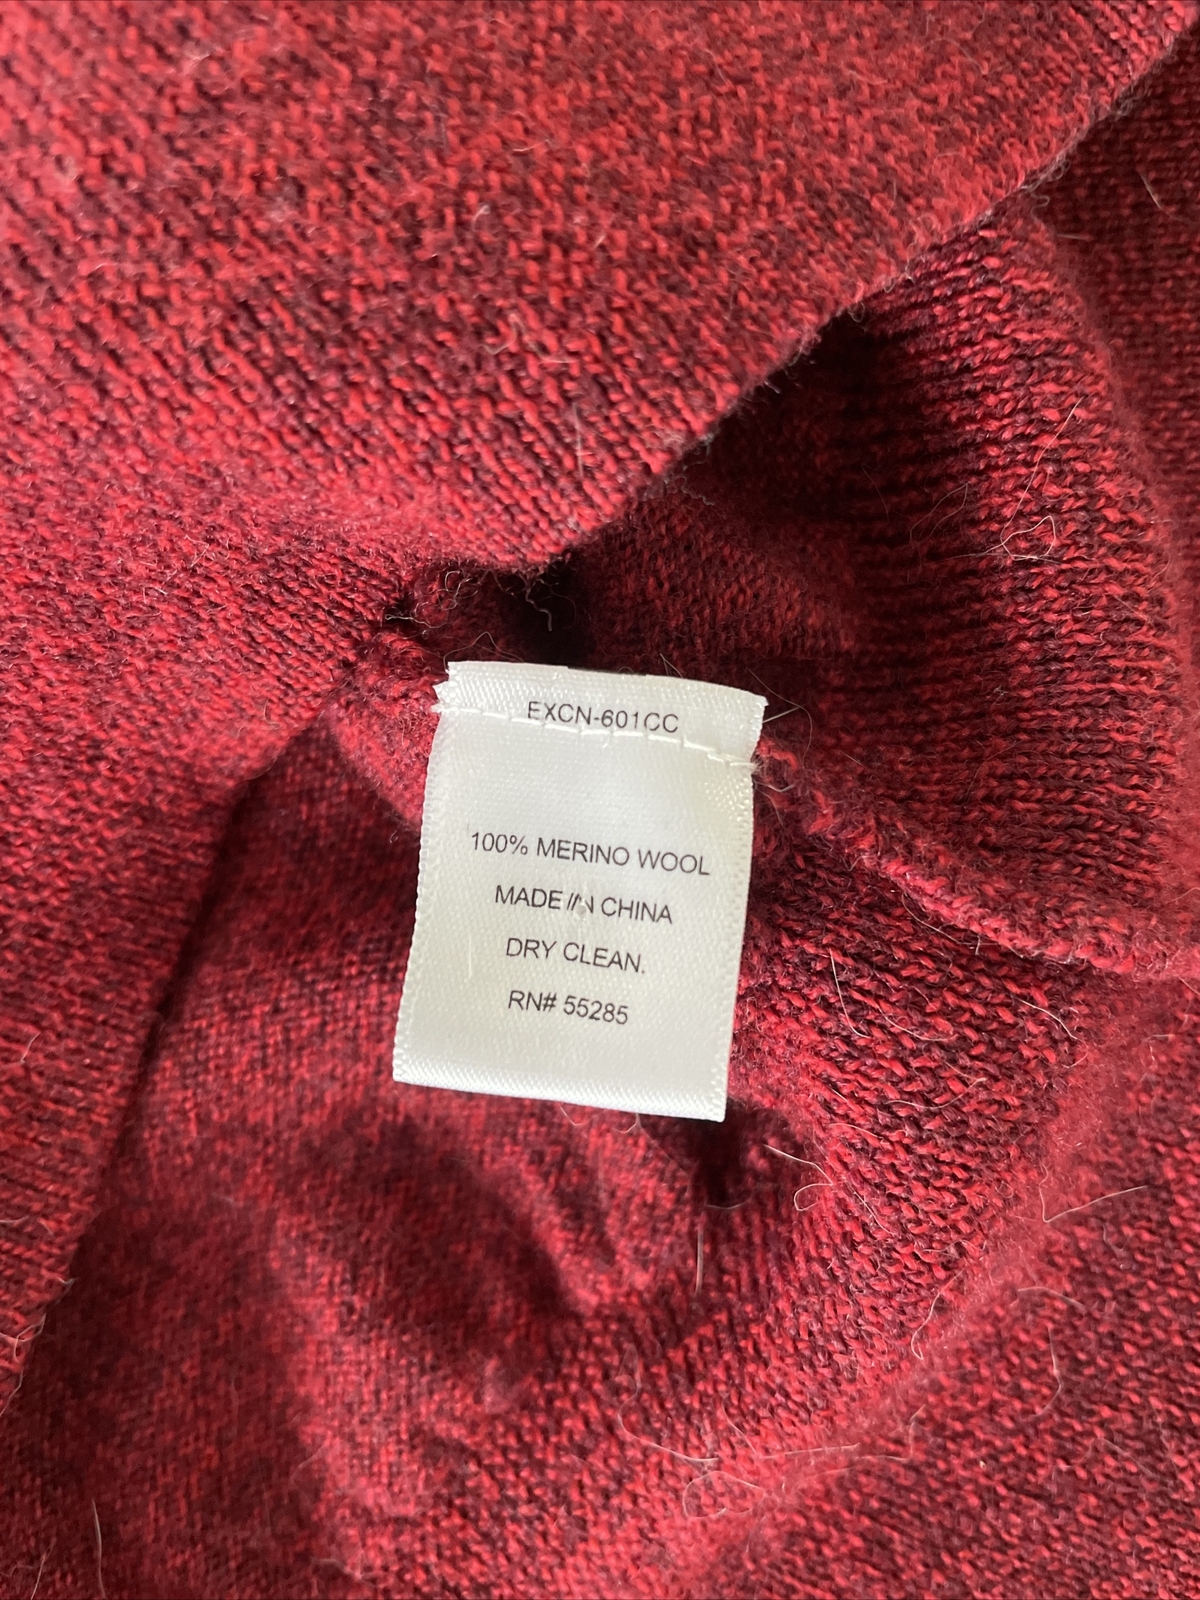 EXCN-601CC
100% MERINO WOOL
MADE IN CHINA
DRY CLEAN.
RN# 55285